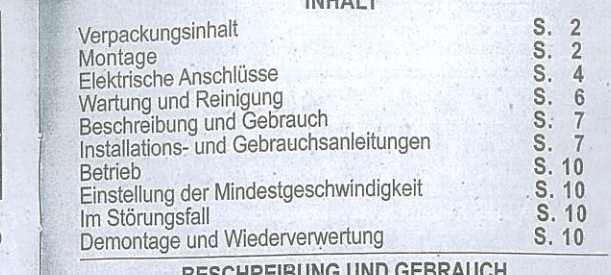 INHALT
Verpackungsinhalt S. 2
Montage S. 2
Elektrische Anschlüsse S. 4
Wartung und Reinigung S. 6
Beschreibung und Gebrauch S. 7
Installations- und Gebrauchsanleitungen S. 7
Betrieb S. 10
Einstellung der Mindestgeschwindigkeit S. 10
Im Störungsfall S. 10
Demontage und Wiederverwertung S. 10
BESCHREIBUNG UND GEBRAUCH